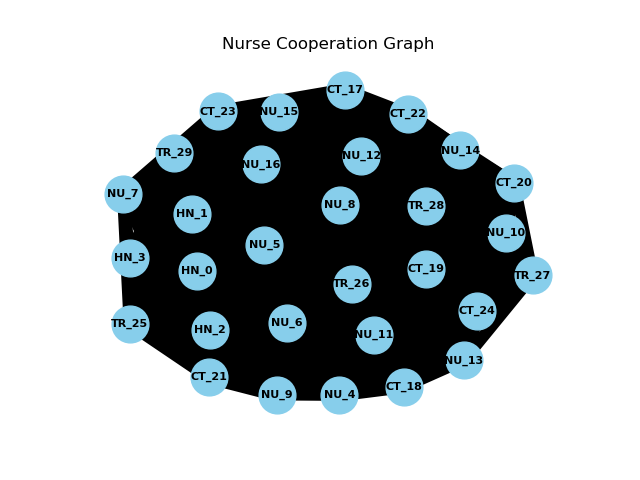 Nurse Cooperation Graph
CT_17
CT_23
NU_15
CT_22
TR_29
NU_14
NU_12
NU_16
CT_20
NU_7
NU_8
TR_28
HN_1
NU_10
NU_5
HN_3
CT_19
HN_0
TR_27
TR_26
CT_24
NU_6
TR_25
HN_2
NU_11
NU_13
CT_21
CT_18
NU_9
NU_4